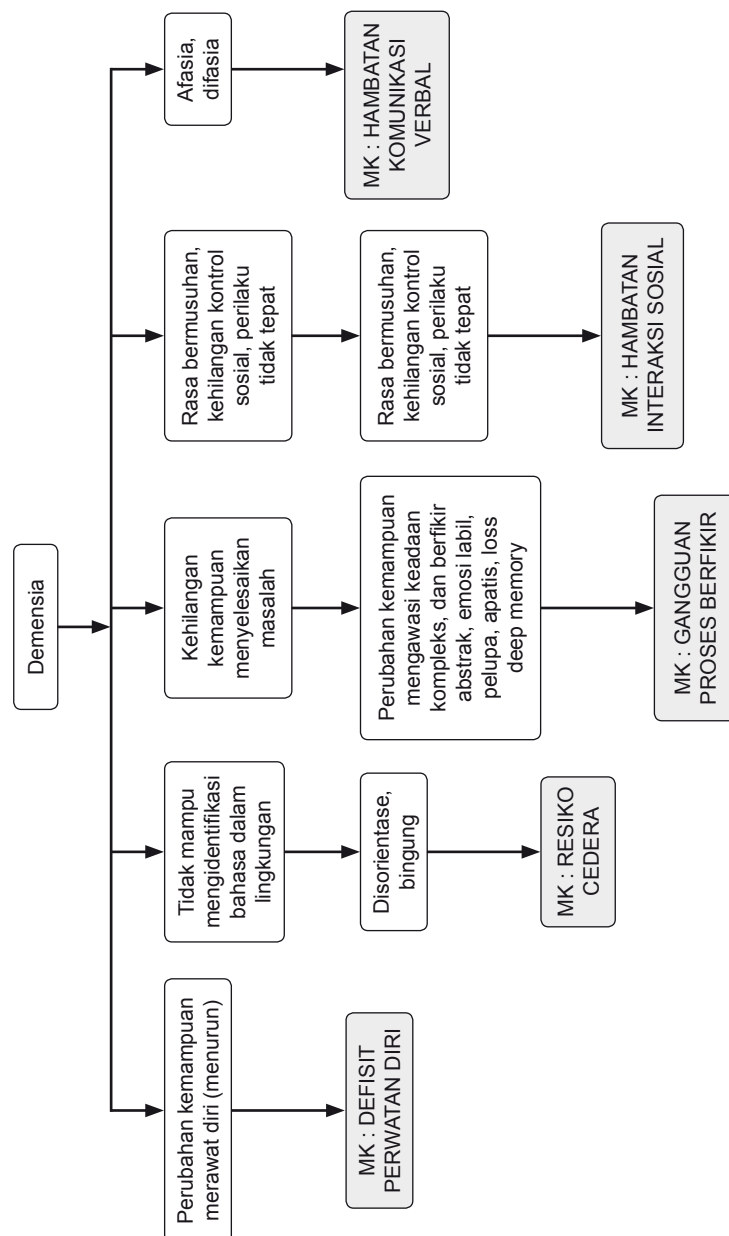 Demensia
Perubahan kemampuan
merawat diri (menurun)
MK : DEFISIT
PERWATAN DIRI
Tidak mampu
mengidentifikasi
bahasa dalam
lingkungan
Disorientase,
bingung
MK : RESIKO
CEDERA
Kehilangan
kemampuan
menyelesaikan
masalah
Perubahan kemampuan
mengawasi keadaan
kompleks, dan berfikir
abstrak, emosi labil,
pelupa, apatis, loss
deep memory
MK : GANGGUAN
PROSES BERFIKIR
Rasa bermusuhan,
kehilangan kontrol
sosial, perilaku
tidak tepat
Rasa bermusuhan,
kehilangan kontrol
sosial, perilaku
tidak tepat
MK : HAMBATAN
INTERAKSI SOSIAL
Afasia,
difasia
MK : HAMBATAN
KOMUNIKASI
VERBAL